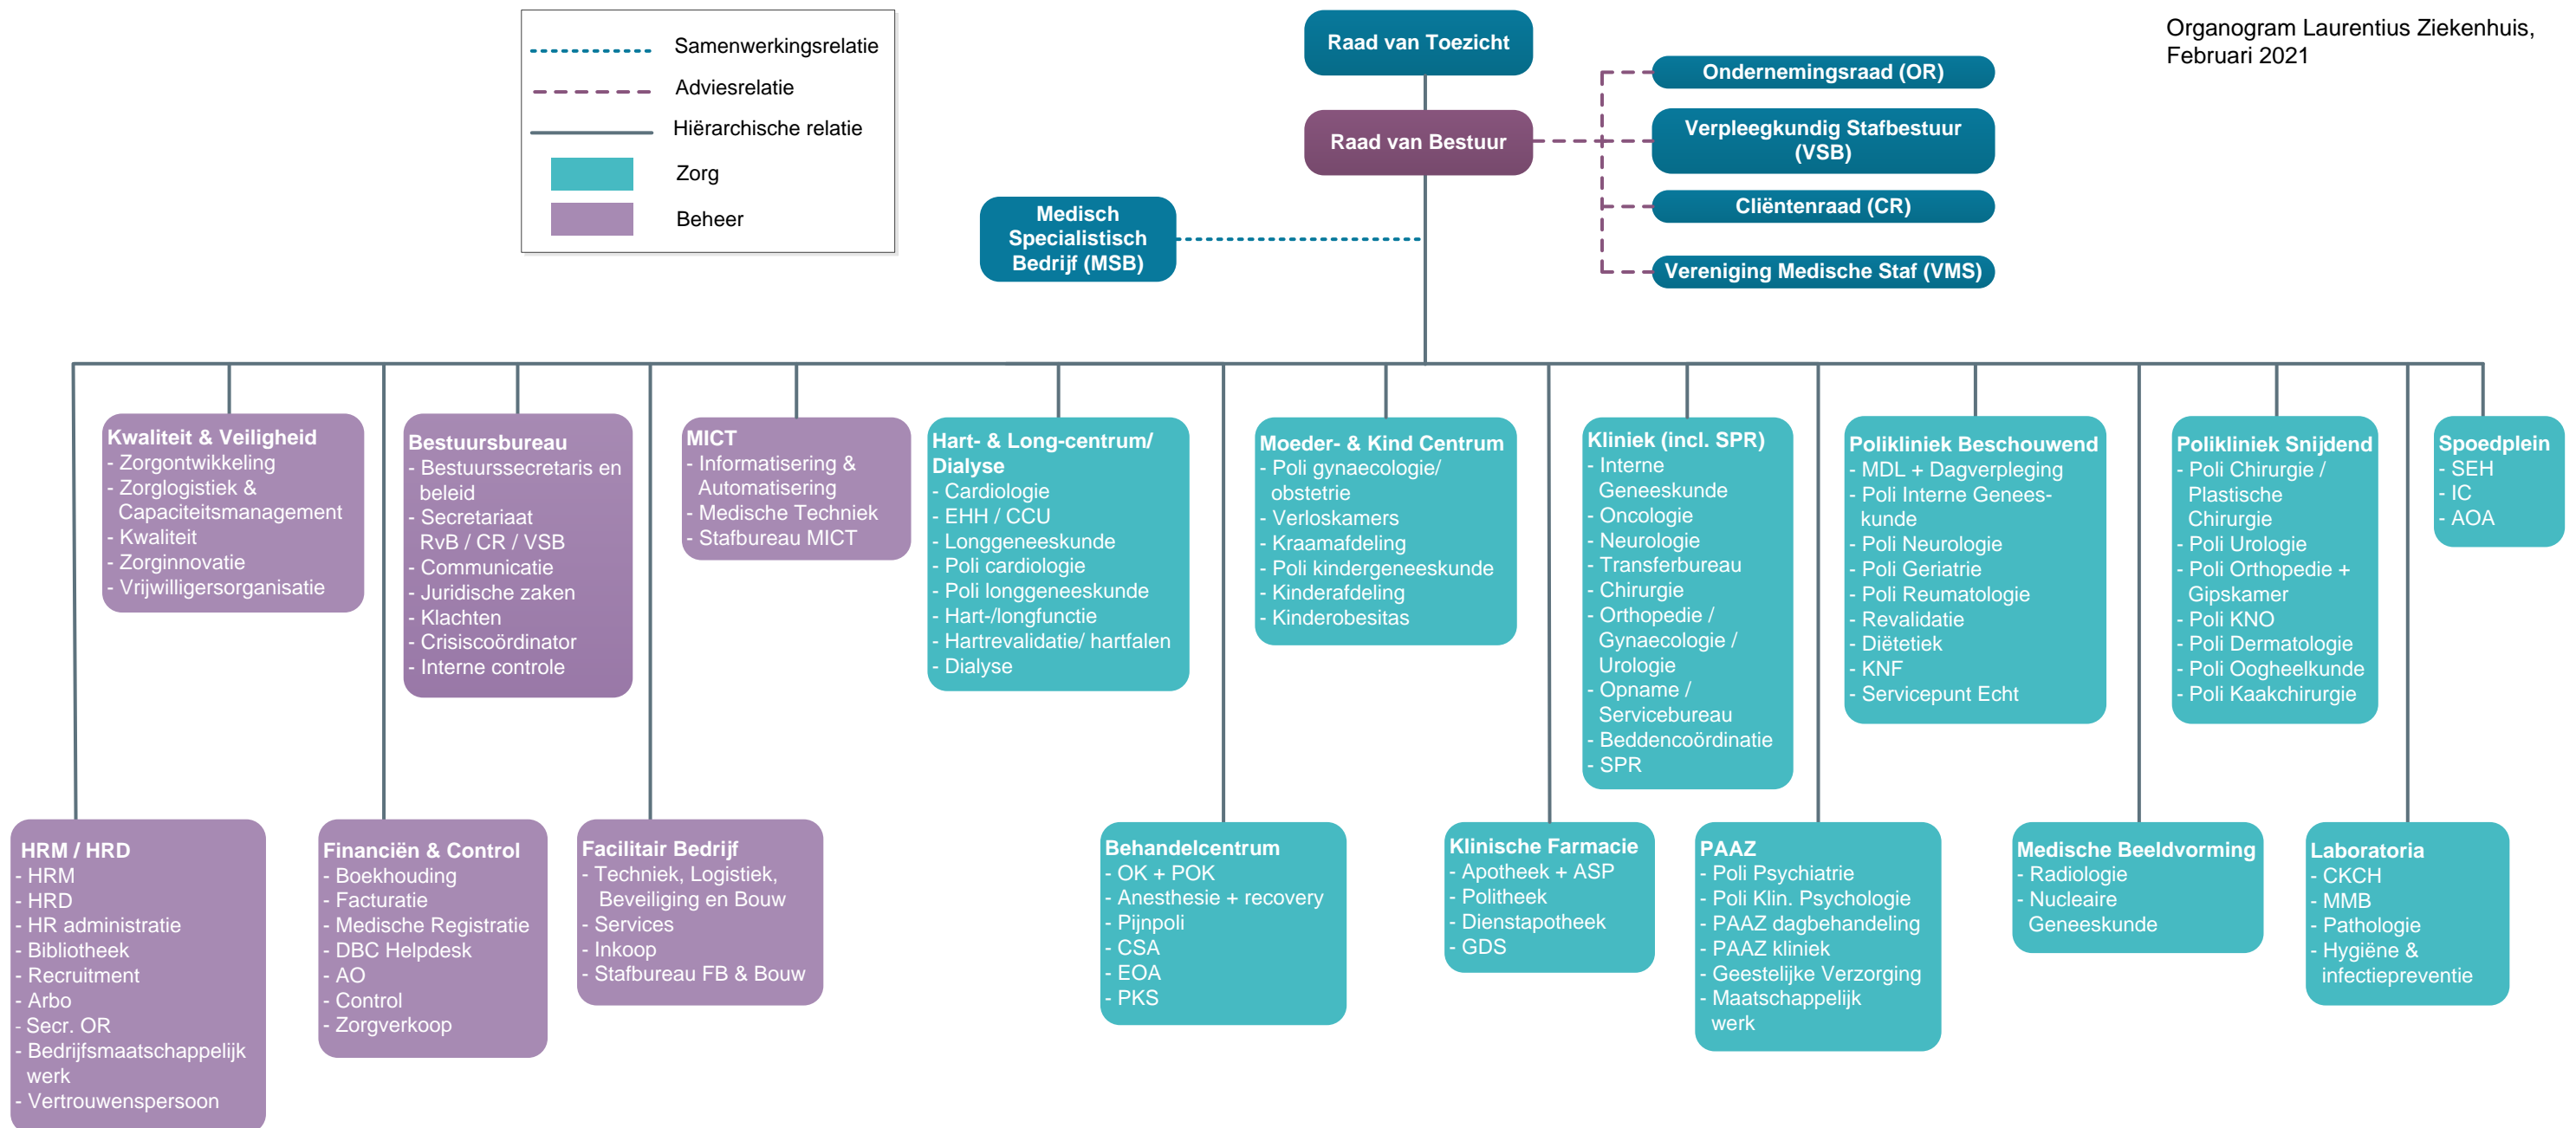 Organogram Laurentius Ziekenhuis,
Februari 2021
Samenwerkingsrelatie
Adviesrelatie
Hiërarchische relatie
Zorg
Beheer
Raad van Toezicht
Raad van Bestuur
Ondernemingsraad (OR)
Verpleegkundig Stafbestuur
(VSB)
Cliëntenraad (CR)
Vereniging Medische Staf (VMS)
Medisch
Specialistisch
Bedrijf (MSB)
Kwaliteit & Veiligheid
- Zorgontwikkeling
- Zorglogistiek &
Capaciteitsmanagement
- Kwaliteit
- Zorginnovatie
- Vrijwilligersorganisatie
Bestuursbureau
- Bestuurssecretaris en
beleid
- Secretariaat
RvB / CR / VSB
- Communicatie
- Juridische zaken
- Klachten
- Crisiscoördinator
- Interne controle
MICT
- Informatisering &
Automatisering
- Medische Techniek
- Stafbureau MICT
Hart- & Long-centrum/
Dialyse
- Cardiologie
- EHH / CCU
- Longgeneeskunde
- Poli cardiologie
- Poli longgeneeskunde
- Hart-/longfunctie
- Hartrevalidatie/ hartfalen
- Dialyse
Moeder- & Kind Centrum
- Poli gynaecologie/
obstetrie
- Verloskamers
- Kraamafdeling
- Poli kindergeneeskunde
- Kinderafdeling
- Kinderobesitas
Kliniek (incl. SPR)
- Interne
Geneeskunde
- Oncologie
- Neurologie
- Transferbureau
- Chirurgie
- Orthopedie /
Gynaecologie /
Urologie
- Opname /
Servicebureau
- Beddencoördinatie
- SPR
Polikliniek Beschouwend
- MDL + Dagverpleging
- Poli Interne Genees-
kunde
- Poli Neurologie
- Poli Geriatrie
- Poli Reumatologie
- Revalidatie
- Diëtetiek
- KNF
- Servicepunt Echt
Polikliniek Snijdend
- Poli Chirurgie /
Plastische
Chirurgie
- Poli Urologie
- Poli Orthopedie +
Gipskamer
- Poli KNO
- Poli Dermatologie
- Poli Oogheelkunde
- Poli Kaakchirurgie
Spoedplein
- SEH
- IC
- AOA
HRM / HRD
- HRM
- HRD
- HR administratie
- Bibliotheek
- Recruitment
- Arbo
- Secr. OR
- Bedrijfsmaatschappelijk
werk
- Vertrouwenspersoon
Financiën & Control
- Boekhouding
- Facturatie
- Medische Registratie
- DBC Helpdesk
- AO
- Control
- Zorgverkoop
Facilitair Bedrijf
- Techniek, Logistiek,
Beveiliging en Bouw
- Services
- Inkoop
- Stafbureau FB & Bouw
Behandelcentrum
- OK + POK
- Anesthesie + recovery
- Pijnpoli
- CSA
- EOA
- PKS
Klinische Farmacie
- Apotheek + ASP
- Politheek
- Dienstapotheek
- GDS
PAAZ
- Poli Psychiatrie
- Poli Klin. Psychologie
- PAAZ dagbehandeling
- PAAZ kliniek
- Geestelijke Verzorging
- Maatschappelijk
werk
Medische Beeldvorming
- Radiologie
- Nucleaire
Geneeskunde
Laboratoria
- CKCH
- MMB
- Pathologie
- Hygiëne &
infectiepreventie